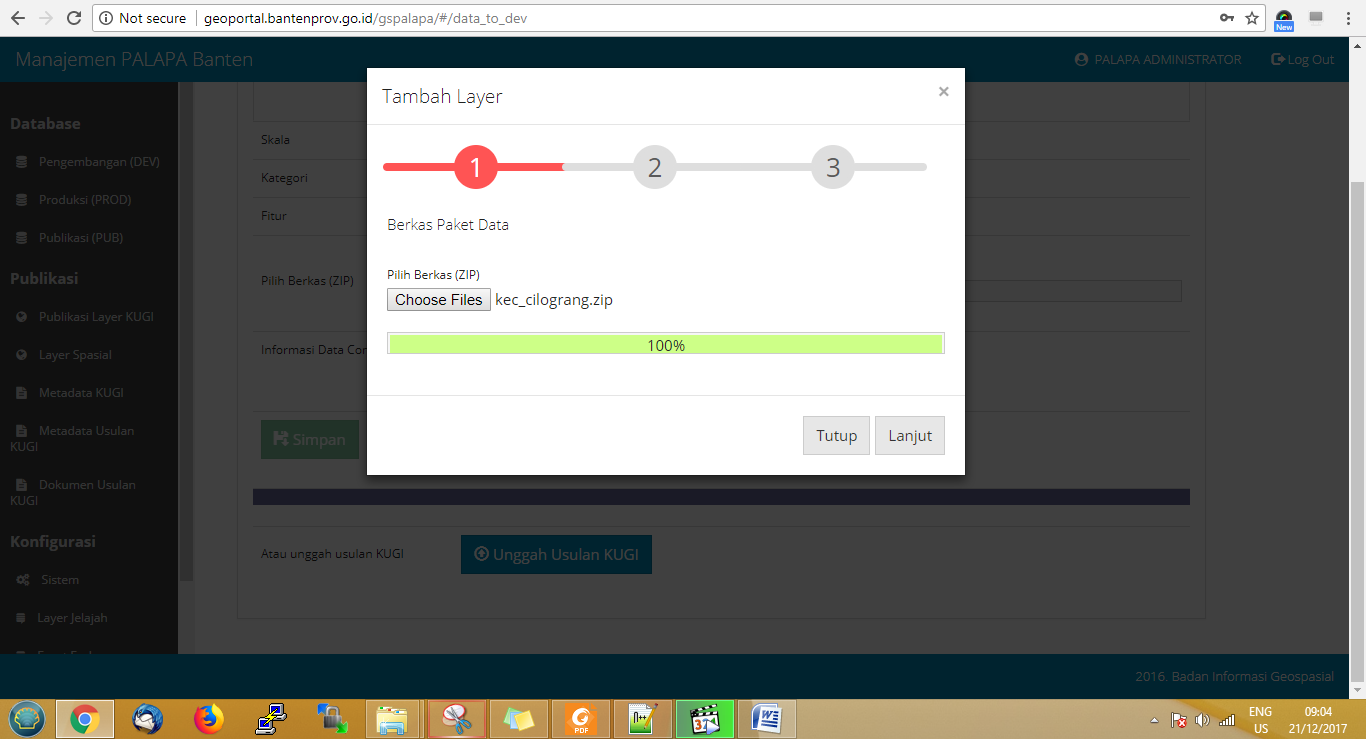 Not secure
geoportal.bantenprov.go.id/gspalapa/#/data_to_dev
New
Manajemen PALAPA Banten
PALAPA ADMINISTRATOR
Log Out
Database
Pengembangan (DEV)
Produksi (PROD)
Publikasi (PUB)
Publikasi
Publikasi Layer KUGI
Layer Spasial
Metadata KUGI
Metadata Usulan
KUGI
Dokumen Usulan
KUGI
Konfigurasi
Sistem
Layer Jelajah
Skala
Kategori
Fitur
Pilih Berkas (ZIP)
Informasi Data Cor
Simpan
Atau unggah usulan KUGI
Unggah Usulan KUGI
Tambah Layer
×
1
2
3
Berkas Paket Data
Pilih Berkas (ZIP)
Choose Files kec_cilograng.zip
100%
Tutup
Lanjut
2016. Badan Informasi Geospasial
PDF
ENG
US
09:04
21/12/2017